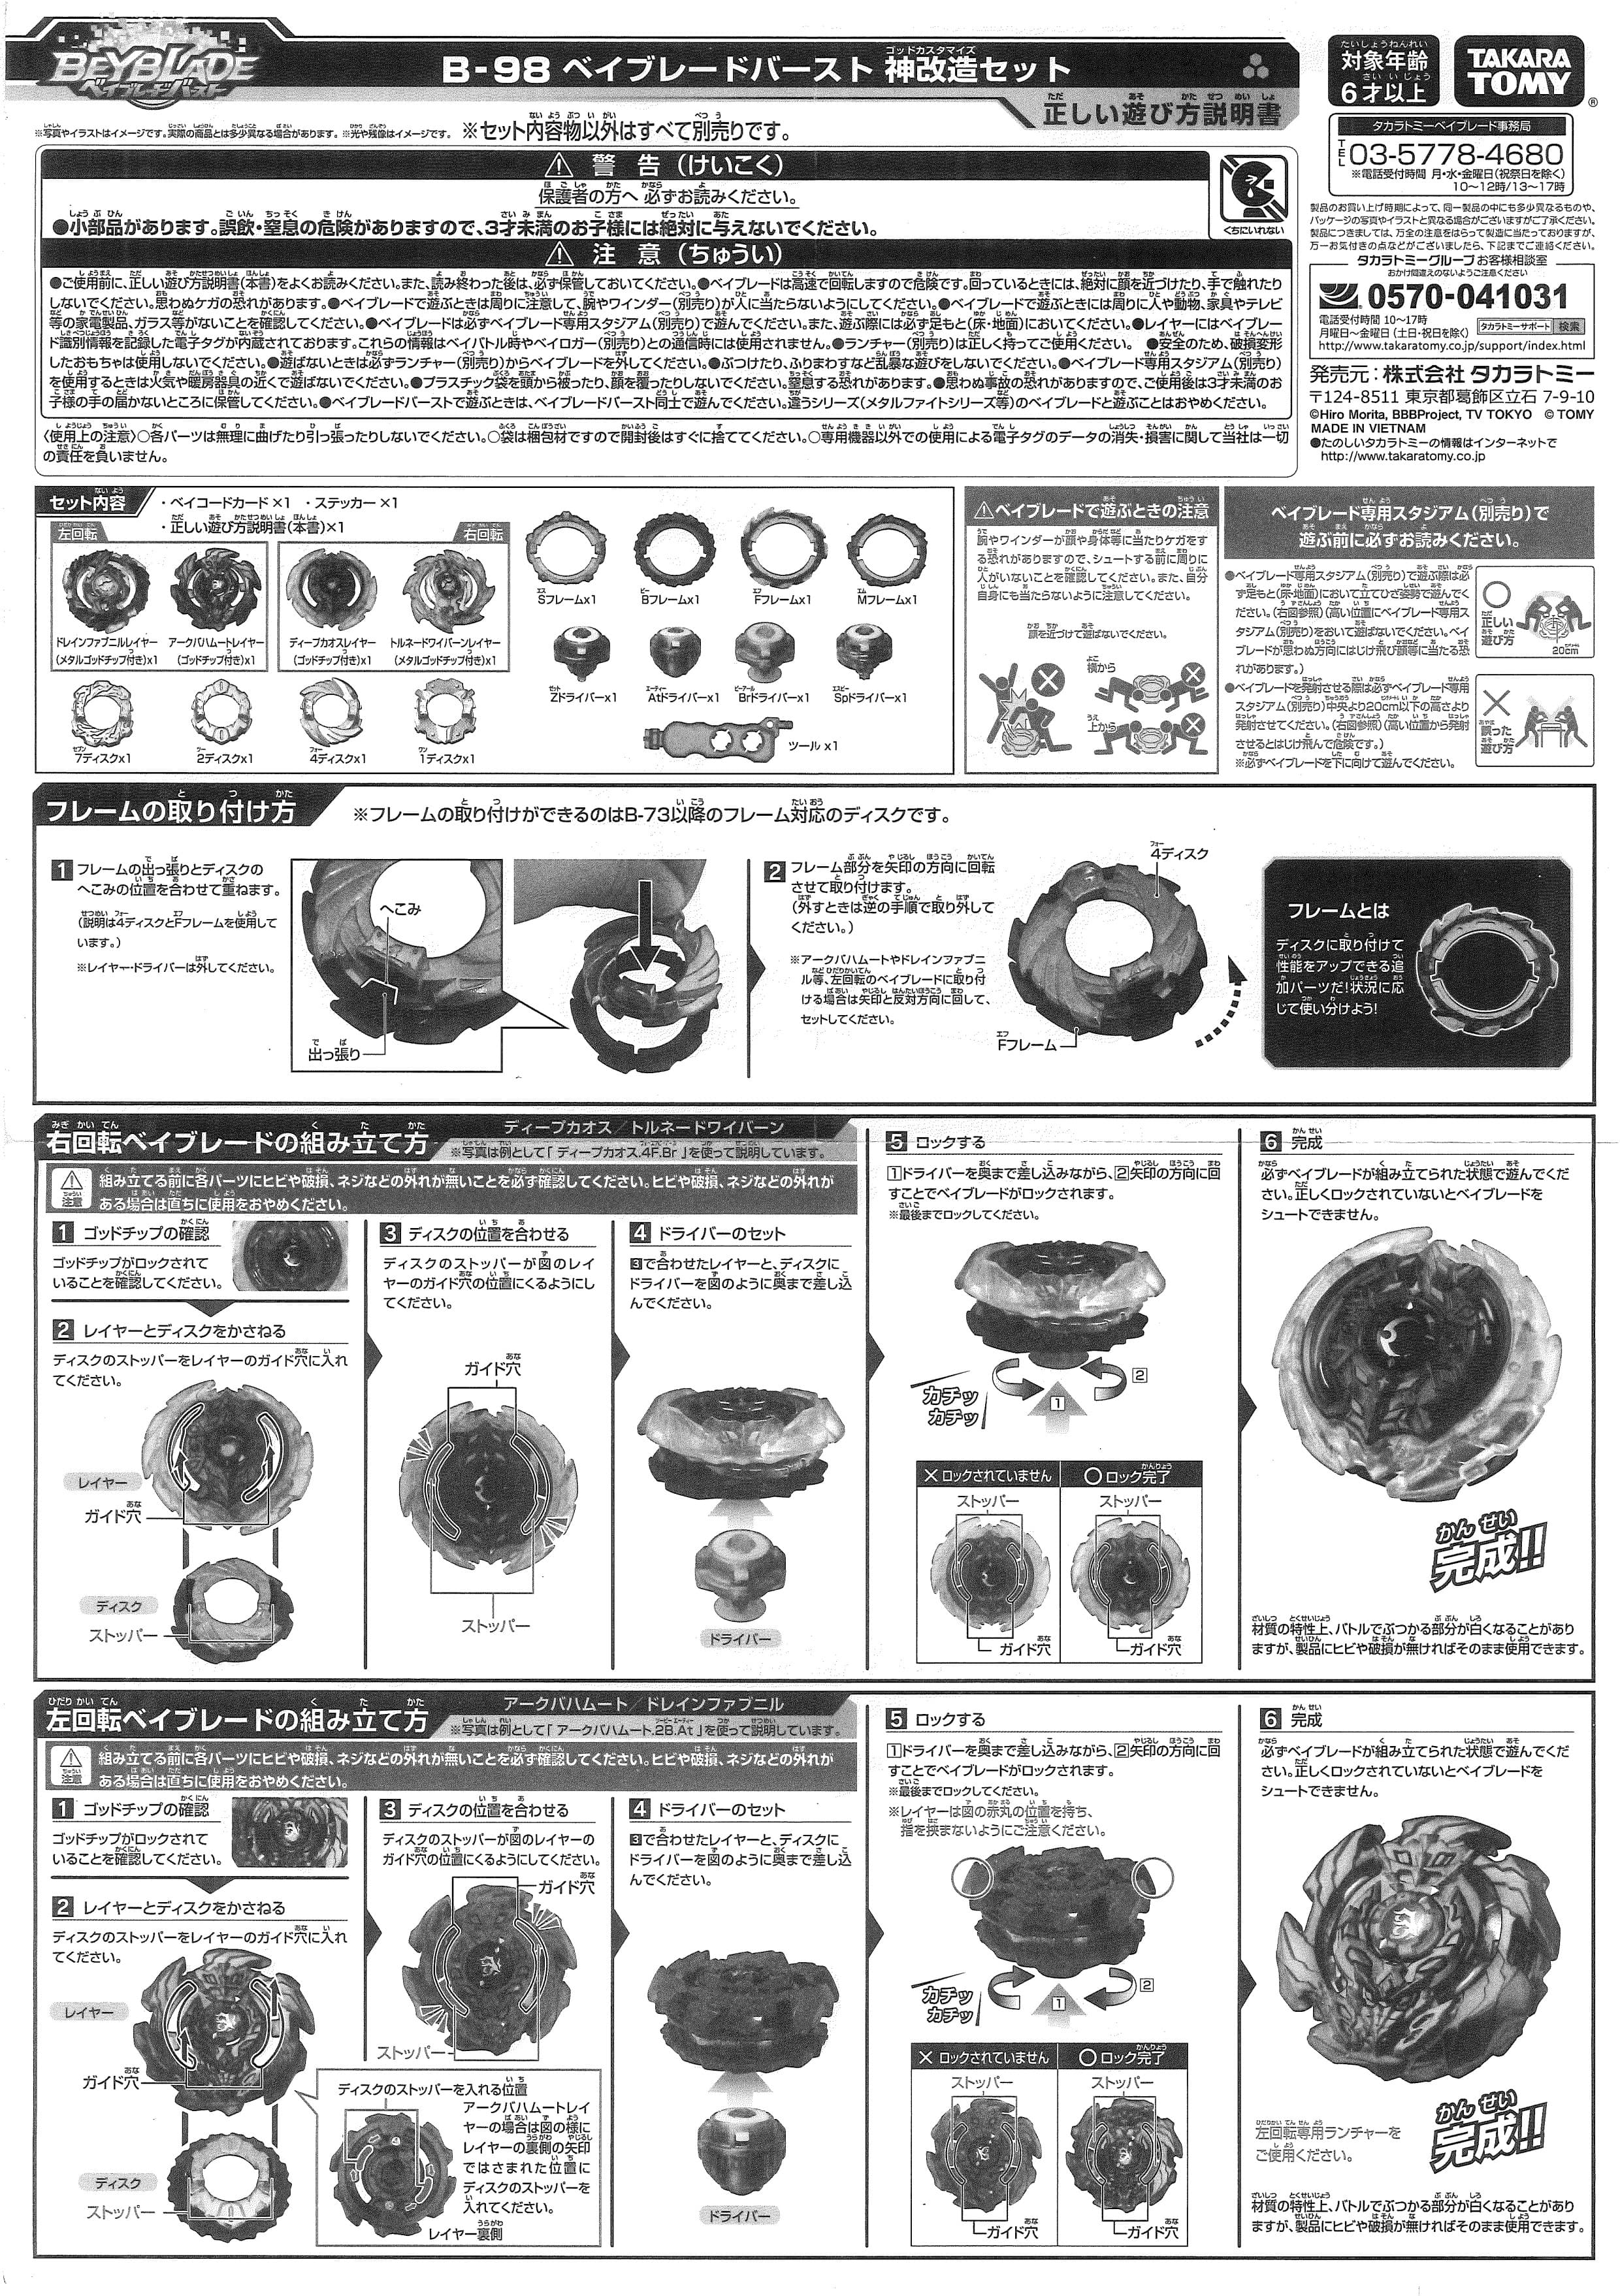 BEYBLADE
ベイブレードバースト
B-98 ベイブレードバースト 神改造セット
ゴッドカスタマイズ
正しい遊び方説明書
対象年齢
6才以上
TAKARA
TOMY
※写真やイラストはイメージです。実際の商品とは多少異なる場合があります。※光や残像はイメージです。
※セット内容物以外はすべて別売りです。
タカラトミーベイブレード事務局
TEL 03-5778-4680
※電話受付時間 月・水・金曜日(祝祭日を除く)
10〜12時/13〜17時
警 告(けいこく)
保護者の方へ 必ずお読みください。
●小部品があります。誤飲・窒息の危険がありますので、3才未満のお子様には絶対に与えないでください。
くちにいれない
注 意(ちゅうい)
●ご使用前に、正しい遊び方説明書(本書)をよくお読みください。また、読み終わった後は、必ず保管しておいてください。●ベイブレードは高速で回転しますので危険です。回っているときには、絶対に顔を近づけたり、手で触れたり
しないでください。思わぬケガの恐れがあります。●ベイブレードで遊ぶときは周りに注意して、腕やワインダー(別売り)が人に当たらないようにしてください。●ベイブレードで遊ぶときには周りに人や動物、家具やテレビ
等の家電製品、ガラス等がないことを確認してください。●ベイブレードは必ずベイブレード専用スタジアム(別売り)で遊んでください。また、遊ぶ際には必ず足もと(床・地面)においてください。●レイヤーにはベイブレー
ド識別情報を記録した電子タグが内蔵されております。これらの情報はベイバトル時やベイロガー(別売り)との通信時には使用されません。●ランチャー(別売り)は正しく持ってご使用ください。 ●安全のため、破損変形
したおもちゃは使用しないでください。●遊ばないときは必ずランチャー(別売り)からベイブレードを外してください。●ぶつけたり、ふりまわすなど乱暴な遊びをしないでください。●ベイブレード専用スタジアム(別売り)
を使用するときは火気や暖房器具の近くで遊ばないでください。●プラスチック袋を頭から被ったり、顔を覆ったりしないでください。窒息する恐れがあります。●思わぬ事故の恐れがありますので、ご使用後は3才未満のお
子様の手の届かないところに保管してください。●ベイブレードバーストで遊ぶときは、ベイブレードバースト同士で遊んでください。違うシリーズ(メタルファイトシリーズ等)のベイブレードと遊ぶことはおやめください。
〈使用上の注意〉○各パーツは無理に曲げたり引っ張ったりしないでください。○袋は梱包材ですので開封後はすぐに捨ててください。○専用機器以外での使用による電子タグのデータの消失・損害に関して当社は一切
の責任を負いません。
製品のお買い上げ時期によって、同一製品の中にも多少異なるものや、
パッケージの写真やイラストと異なる場合がございますがご了承ください。
製品につきましては、万全の注意をはらって製造に当たっておりますが、
万一お気付きの点などがございましたら、下記までご連絡ください。
タカラトミーグループ お客様相談室
おかけ間違えのないようご注意ください
0570-041031
電話受付時間 10〜17時
月曜日〜金曜日(土日・祝日を除く)
タカラトミーサポート 検索
http://www.takaratomy.co.jp/support/index.html
発売元:株式会社 タカラトミー
〒124-8511 東京都葛飾区立石 7-9-10
©Hiro Morita, BBBProject, TV TOKYO © TOMY
MADE IN VIETNAM
●たのしいタカラトミーの情報はインターネットで
http://www.takaratomy.co.jp
セット内容
・ベイコードカード×1 ・ステッカー×1
・正しい遊び方説明書(本書)×1
左回転
右回転
ドレインファブニルレイヤー
(メタルゴッドチップ付き)x1
アークバハムートレイヤー
(ゴッドチップ付き)x1
ディープカオスレイヤー
(ゴッドチップ付き)x1
トルネードワイバーンレイヤー
(メタルゴッドチップ付き)x1
7ディスクx1
2ディスクx1
4ディスクx1
1ディスクx1
Sフレームx1
Bフレームx1
Fフレームx1
Mフレームx1
Zドライバーx1
Atドライバーx1
Brドライバーx1
Spドライバーx1
ツール x1
ベイブレードで遊ぶときの注意
腕やワインダーが顔や身体等に当たりケガをす
る恐れがありますので、シュートする前に周りに
人がいないことを確認してください。また、自分
自身にも当たらないように注意してください。
顔を近づけて遊ばないでください。
横から
上から
ベイブレード専用スタジアム(別売り)で
遊ぶ前に必ずお読みください。
●ベイブレード専用スタジアム(別売り)で遊ぶ際は必
ず足もと(床・地面)において立てひざ姿勢で遊んでく
ださい。(右図参照)(高い位置にベイブレード専用ス
タジアム(別売り)をおいて遊ばないでください。ベイ
ブレードが思わぬ方向にはじけ飛び顔等に当たる恐
れがあります。)
●ベイブレードを発射させる際は必ずベイブレード専用
スタジアム(別売り)中央より20cm以下の高さより
発射させてください。(右図参照)(高い位置から発射
させるとはじけ飛んで危険です。)
※必ずベイブレードを下に向けて遊んでください。
正しい
遊び方
20cm
誤った
遊び方
フレームの取り付け方
※フレームの取り付けができるのはB-73以降のフレーム対応のディスクです。
1 フレームの出っ張りとディスクの
へこみの位置を合わせて重ねます。
(説明は4ディスクとFフレームを使用して
います。)
※レイヤー・ドライバーは外してください。
へこみ
出っ張り
2 フレーム部分を矢印の方向に回転
させて取り付けます。
(外すときは逆の手順で取り外して
ください。)
※アークバハムートやドレインファブニ
ル等、左回転のベイブレードに取り付
ける場合は矢印と反対方向に回して、
セットしてください。
4ディスク
Fフレーム
フレームとは
ディスクに取り付けて
性能をアップできる追
加パーツだ!状況に応
じて使い分けよう!
右回転ベイブレードの組み立て方
ディープカオス/トルネードワイバーン
※写真は例として「 ディープカオス.4F.Br 」を使って説明しています。
注意
組み立てる前に各パーツにヒビや破損、ネジなどの外れが無いことを必ず確認してください。ヒビや破損、ネジなどの外れが
ある場合は直ちに使用をおやめください。
1 ゴッドチップの確認
ゴッドチップがロックされて
いることを確認してください。
2 レイヤーとディスクをかさねる
ディスクのストッパーをレイヤーのガイド穴に入れ
てください。
レイヤー
ガイド穴
ディスク
ストッパー
3 ディスクの位置を合わせる
ディスクのストッパーが図のレイ
ヤーのガイド穴の位置にくるようにし
てください。
ガイド穴
ストッパー
4 ドライバーのセット
3で合わせたレイヤーと、ディスクに
ドライバーを図のように奥まで差し込
んでください。
ドライバー
5 ロックする
1ドライバーを奥まで差し込みながら、2矢印の方向に回
すことでベイブレードがロックされます。
※最後までロックしてください。
カチッ
カチッ
1
2
×ロックされていません
○ロック完了
ストッパー
ストッパー
ガイド穴
ガイド穴
6 完成
必ずベイブレードが組み立てられた状態で遊んでくだ
さい。正しくロックされていないとベイブレードを
シュートできません。
完成!!
材質の特性上、バトルでぶつかる部分が白くなることがあり
ますが、製品にヒビや破損が無ければそのまま使用できます。
左回転ベイブレードの組み立て方
アークバハムート/ドレインファブニル
※写真は例として「 アークバハムート.2B.At 」を使って説明しています。
注意
組み立てる前に各パーツにヒビや破損、ネジなどの外れが無いことを必ず確認してください。ヒビや破損、ネジなどの外れが
ある場合は直ちに使用をおやめください。
1 ゴッドチップの確認
ゴッドチップがロックされて
いることを確認してください。
2 レイヤーとディスクをかさねる
ディスクのストッパーをレイヤーのガイド穴に入れ
てください。
レイヤー
ガイド穴
ディスク
ストッパー
3 ディスクの位置を合わせる
ディスクのストッパーが図のレイヤーの
ガイド穴の位置にくるようにしてください。
ガイド穴
ストッパー
ディスクのストッパーを入れる位置
アークバハムートレイ
ヤーの場合は図の様に
レイヤーの裏側の矢印
ではさまれた位置に
ディスクのストッパーを
入れてください。
レイヤー裏側
4 ドライバーのセット
3で合わせたレイヤーと、ディスクに
ドライバーを図のように奥まで差し込
んでください。
ドライバー
5 ロックする
1ドライバーを奥まで差し込みながら、2矢印の方向に回
すことでベイブレードがロックされます。
※最後までロックしてください。
※レイヤーは図の赤丸の位置を持ち、
指を挟まないようにご注意ください。
カチッ
カチッ
1
2
× ロックされていません
○ロック完了
ストッパー
ストッパー
ガイド穴
ガイド穴
6 完成
必ずベイブレードが組み立てられた状態で遊んでくだ
さい。正しくロックされていないとベイブレードを
シュートできません。
左回転専用ランチャーを
ご使用ください。
完成!!
材質の特性上、バトルでぶつかる部分が白くなることがあり
ますが、製品にヒビや破損が無ければそのまま使用できます。